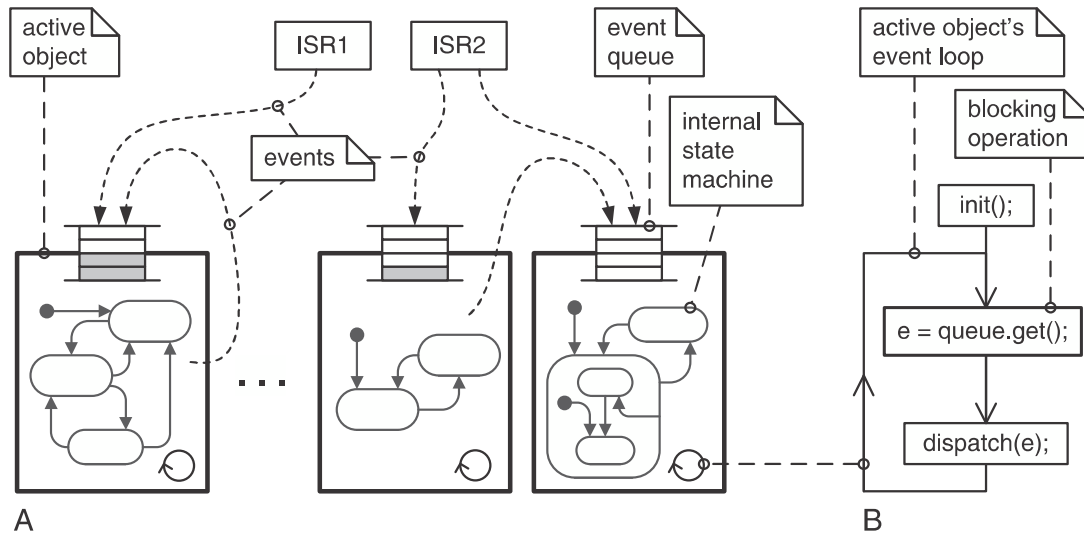 active
object
ISR1
ISR2
event
queue
active object's
event loop
events
internal
state
machine
blocking
operation
init();
e = queue.get();
dispatch(e);
...
A
B